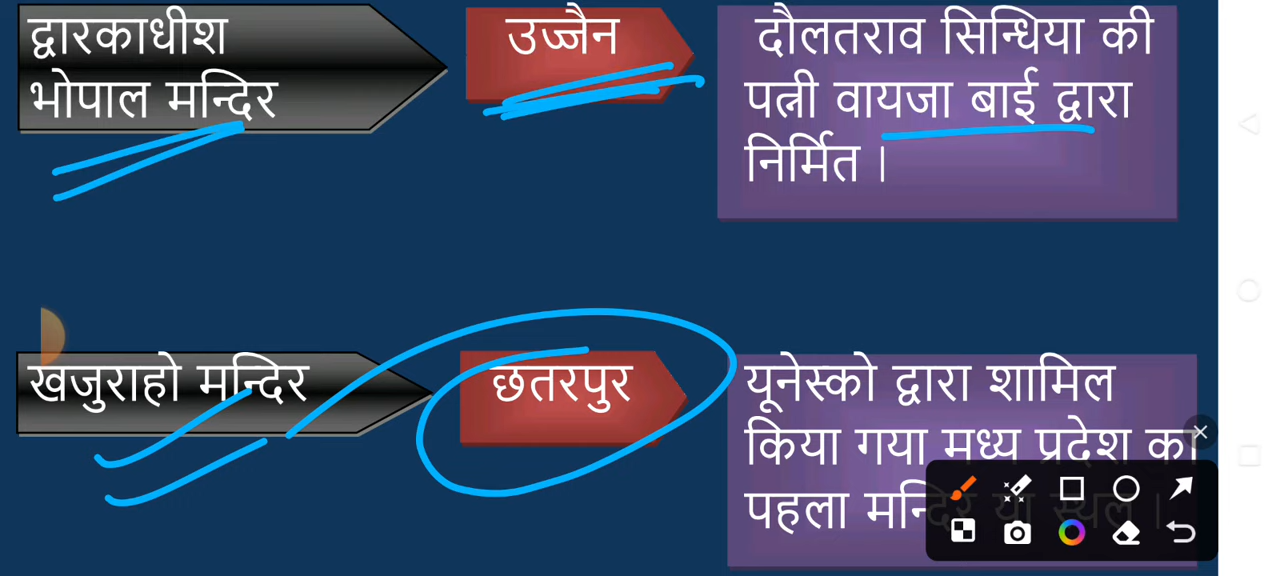 द्वारकाधीश
भोपाल मन्दिर
उज्जैन
दौलतराव सिन्धिया की
पत्नी वायजा बाई द्वारा
निर्मित ।
खजुराहो मन्दिर
छतरपुर
यूनेस्को द्वारा शामिल
किया गया मध्य प्रदेश का
पहला मन्दिर या स्थल ।